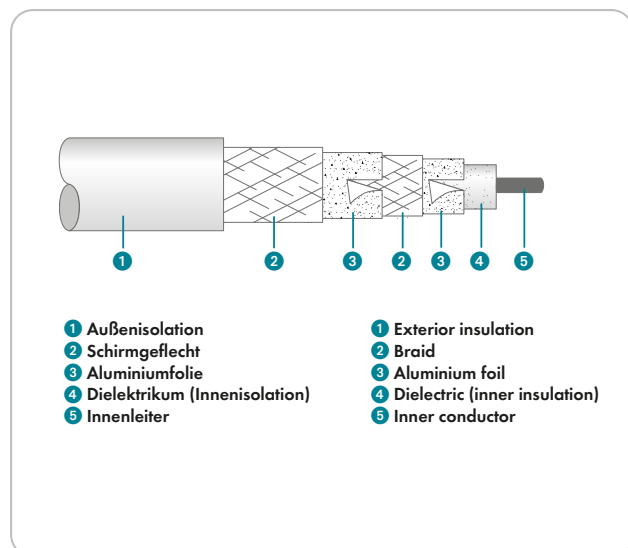 1 2 3 2 3 4 5
1 Außenisolation
2 Schirmgeflecht
3 Aluminiumfolie
4 Dielektrikum (Innenisolation)
5 Innenleiter
1 Exterior insulation
2 Braid
3 Aluminium foil
4 Dielectric (inner insulation)
5 Inner conductor